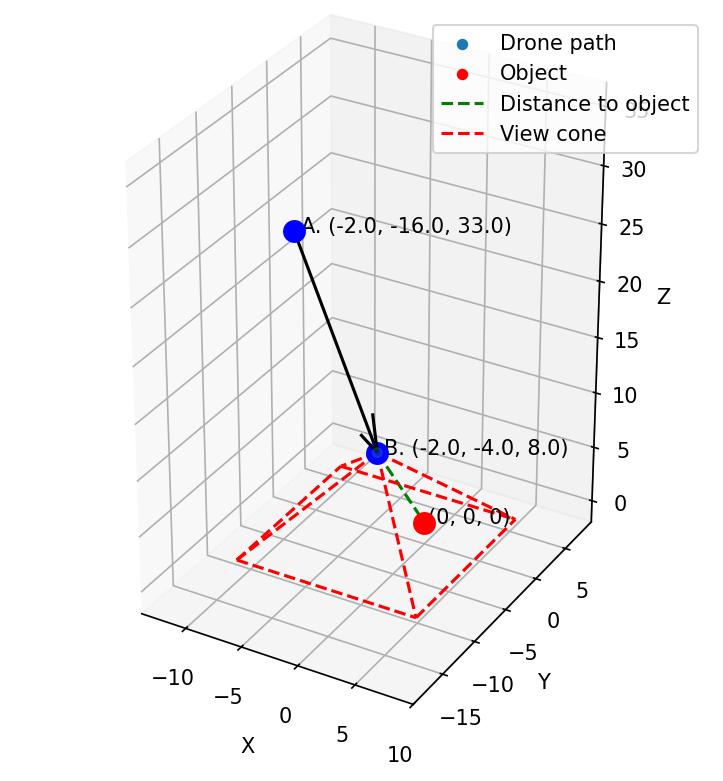 Drone path
Object
Distance to object
View cone
35
30
25
20
15
10
5
0
Z
A. (-2.0, -16.0, 33.0)
B. (-2.0, -4.0, 8.0)
(0, 0, 0)
5
0
−5
−10
−15
Y
−10
−5
0
5
10
X